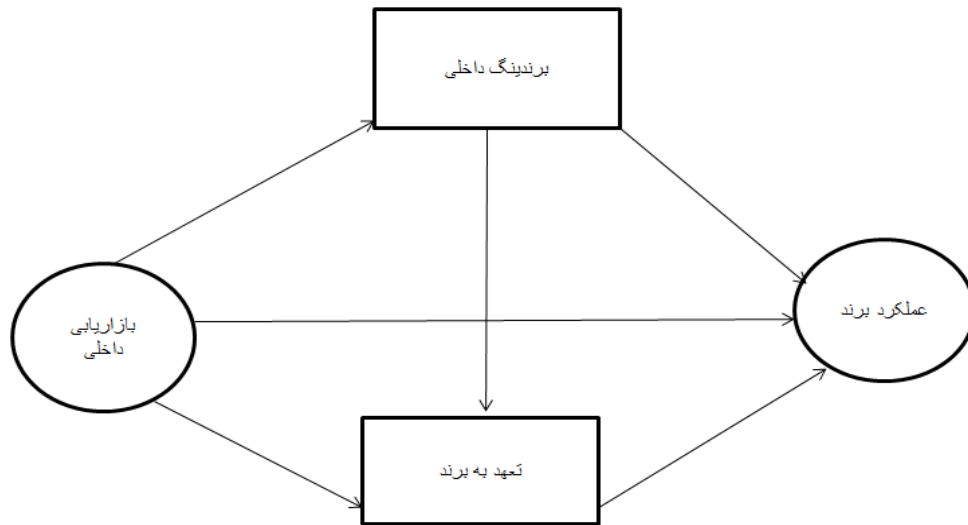 برندینگ داخلی
بازاریابی
داخلی
عملکرد برند
تعهد به برند